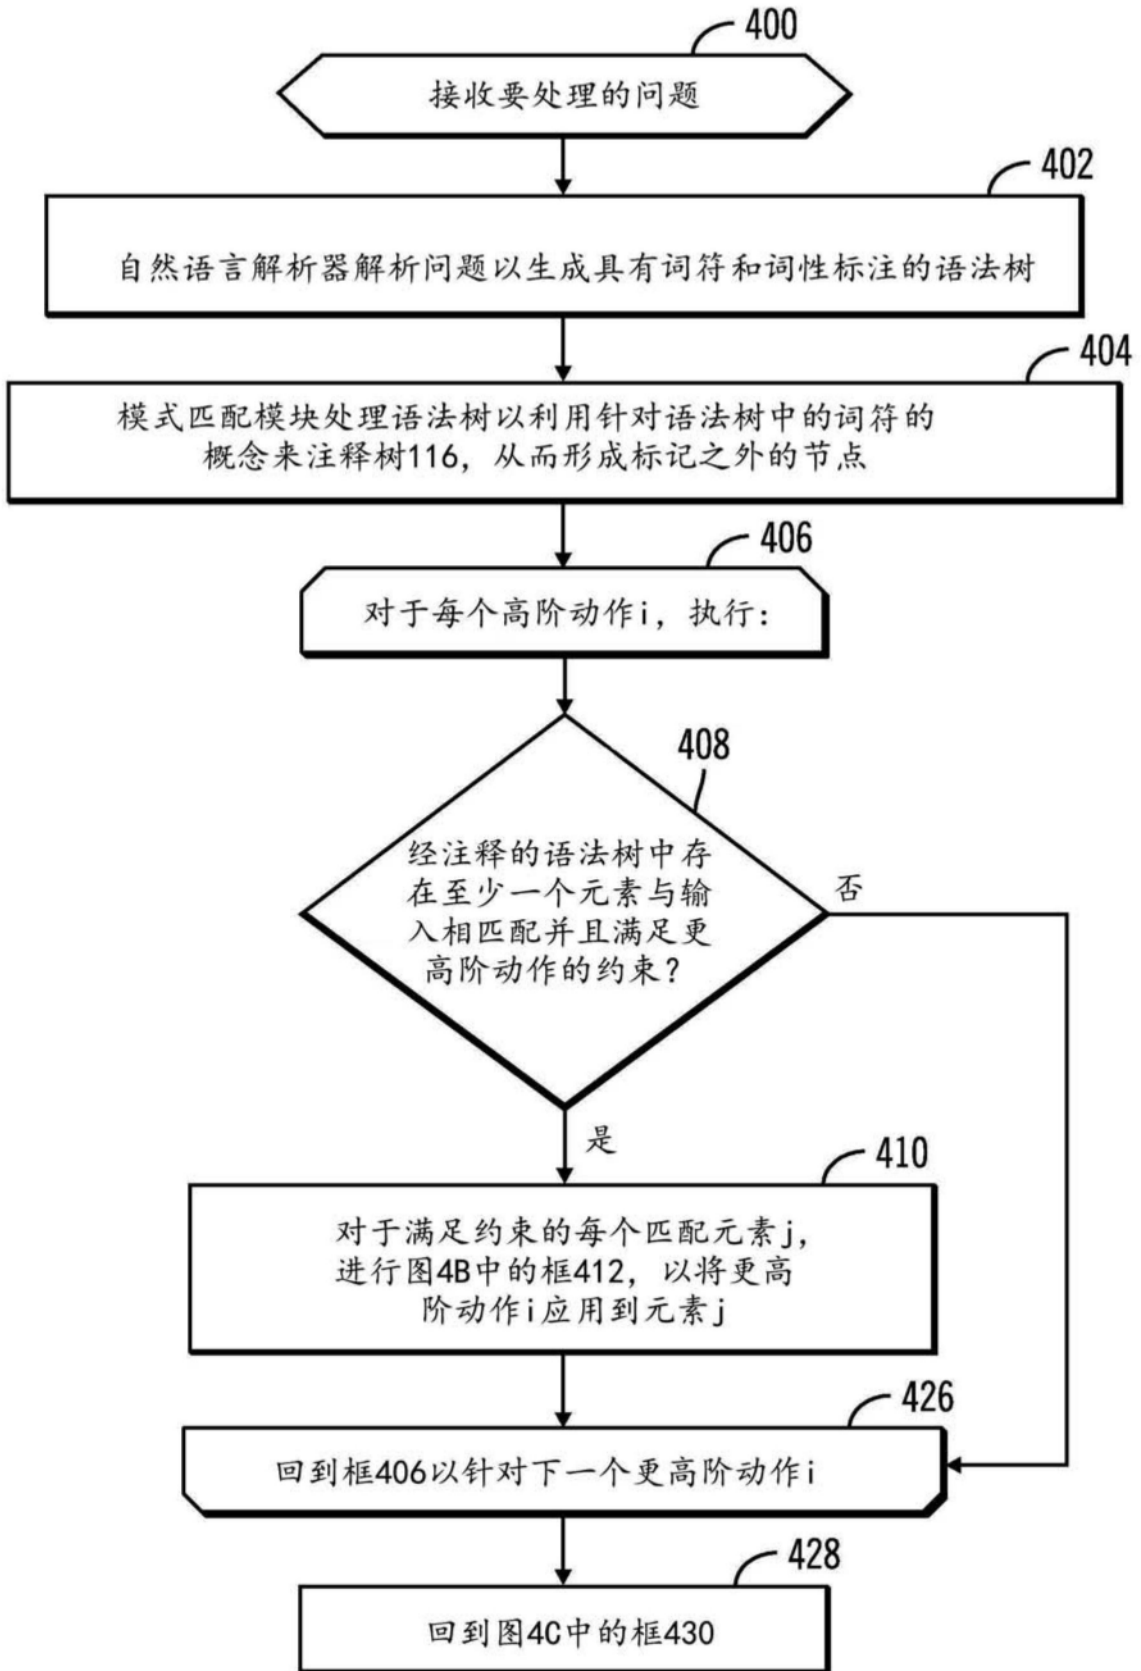 400
接收要处理的问题
402
自然语言解析器解析问题以生成具有词符和词性标注的语法树
404
模式匹配模块处理语法树以利用针对语法树中的词符的
概念来注释树116，从而形成标记之外的节点
406
对于每个高阶动作i，执行：
408
经注释的语法树中存
在至少一个元素与输
入相匹配并且满足更
高阶动作的约束？
否
是
410
对于满足约束的每个匹配元素j，
进行图4B中的框412，以将更高
阶动作i应用到元素j
426
回到框406以针对下一个更高阶动作i
428
回到图4C中的框430